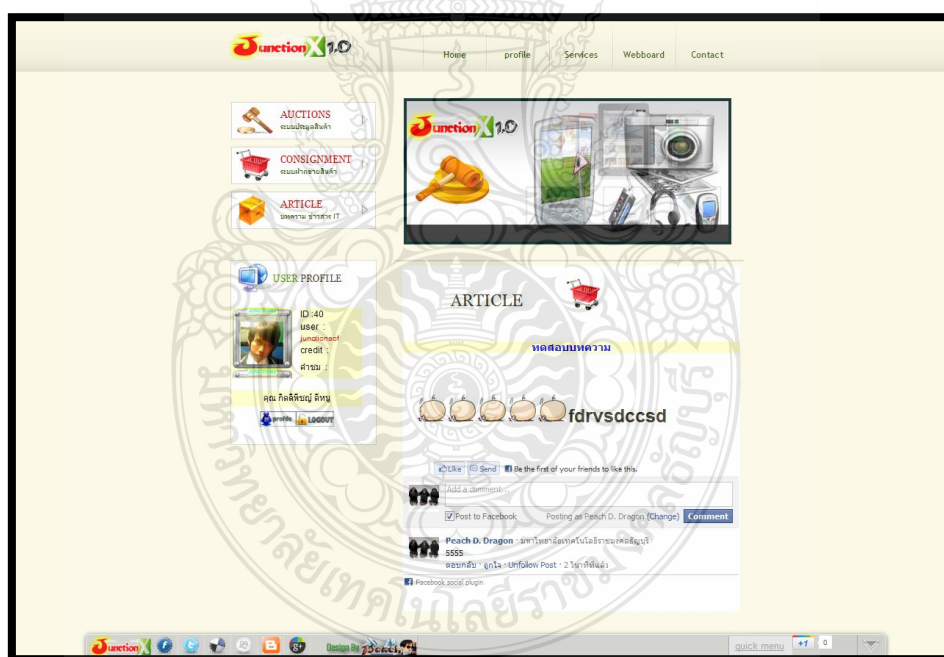 Junction X 1.0
Home profile Services Webboard Contact
AUCTIONS
ระบบประมูลสินค้า
CONSIGNMENT
ระบบฝากขายสินค้า
ARTICLE
บทความ ข่าวสาร IT
Junction X 1.0
USER PROFILE
ID :40
user :
junctionacf
credit :
คำชม :
คุณ กิตติพิชญ์ ดีหนู
profile LOGOUT
ARTICLE
ทดสอบบทความ
fdrvsdccsd
Like Send Be the first of your friends to like this.
Add a comment...
Post to Facebook Posting as Peach D. Dragon (Change) Comment
Peach D. Dragon · มหาวิทยาลัยเทคโนโลยีราชมงคลธัญบุรี
5555
ตอบกลับ · ถูกใจ · Unfollow Post · 2 วินาทีที่แล้ว
Facebook social plugin
Junction X Design By quick menu +1 0